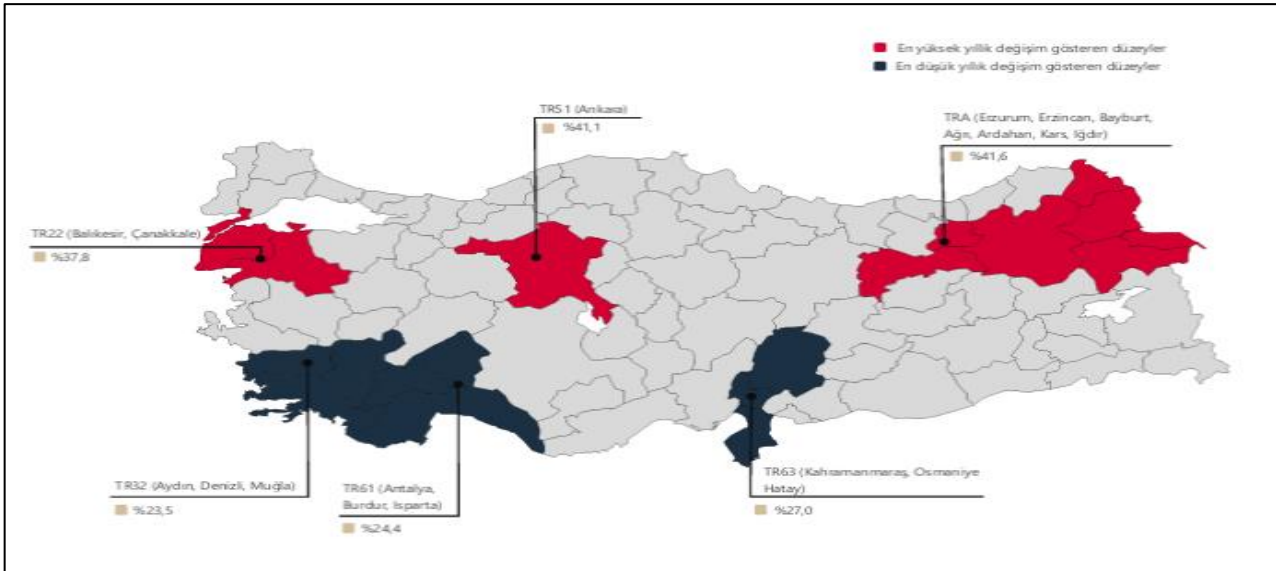 En yüksek yıllık değişim gösteren düzeyler
En düşük yıllık değişim gösteren düzeyler
TR51 (Ankara)
%41,1
TRA (Erzurum, Erzincan, Bayburt,
Ağrı, Ardahan, Kars, Iğdır)
%41,6
TR22 (Balıkesir, Çanakkale)
%37,8
TR32 (Aydın, Denizli, Muğla)
%23,5
TR61 (Antalya,
Burdur, Isparta)
%24,4
TR63 (Kahramanmaraş, Osmaniye
Hatay)
%27,0